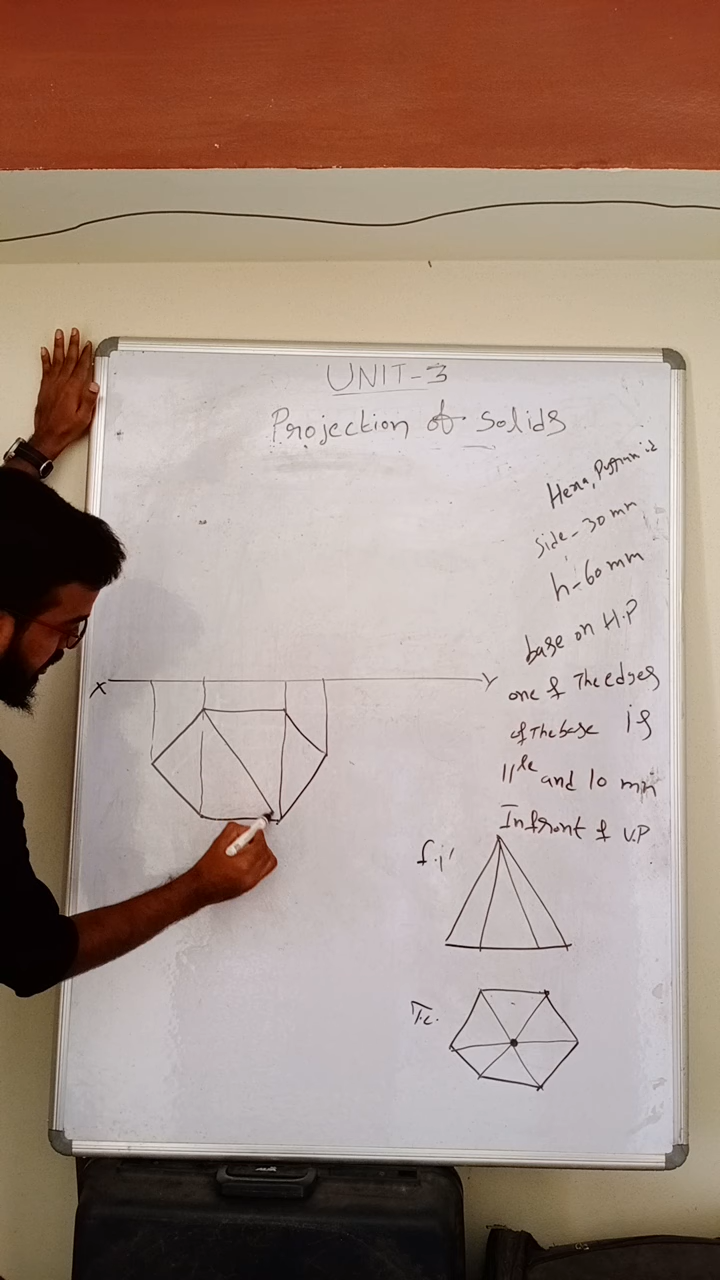 UNIT-3
Projection of Solids
Hexa, Pyramid
Side - 30 mm
h - 60 mm
base on H.P
one of The edges
of The base is
11le and 10 mm
Infront of V.P
X
Y